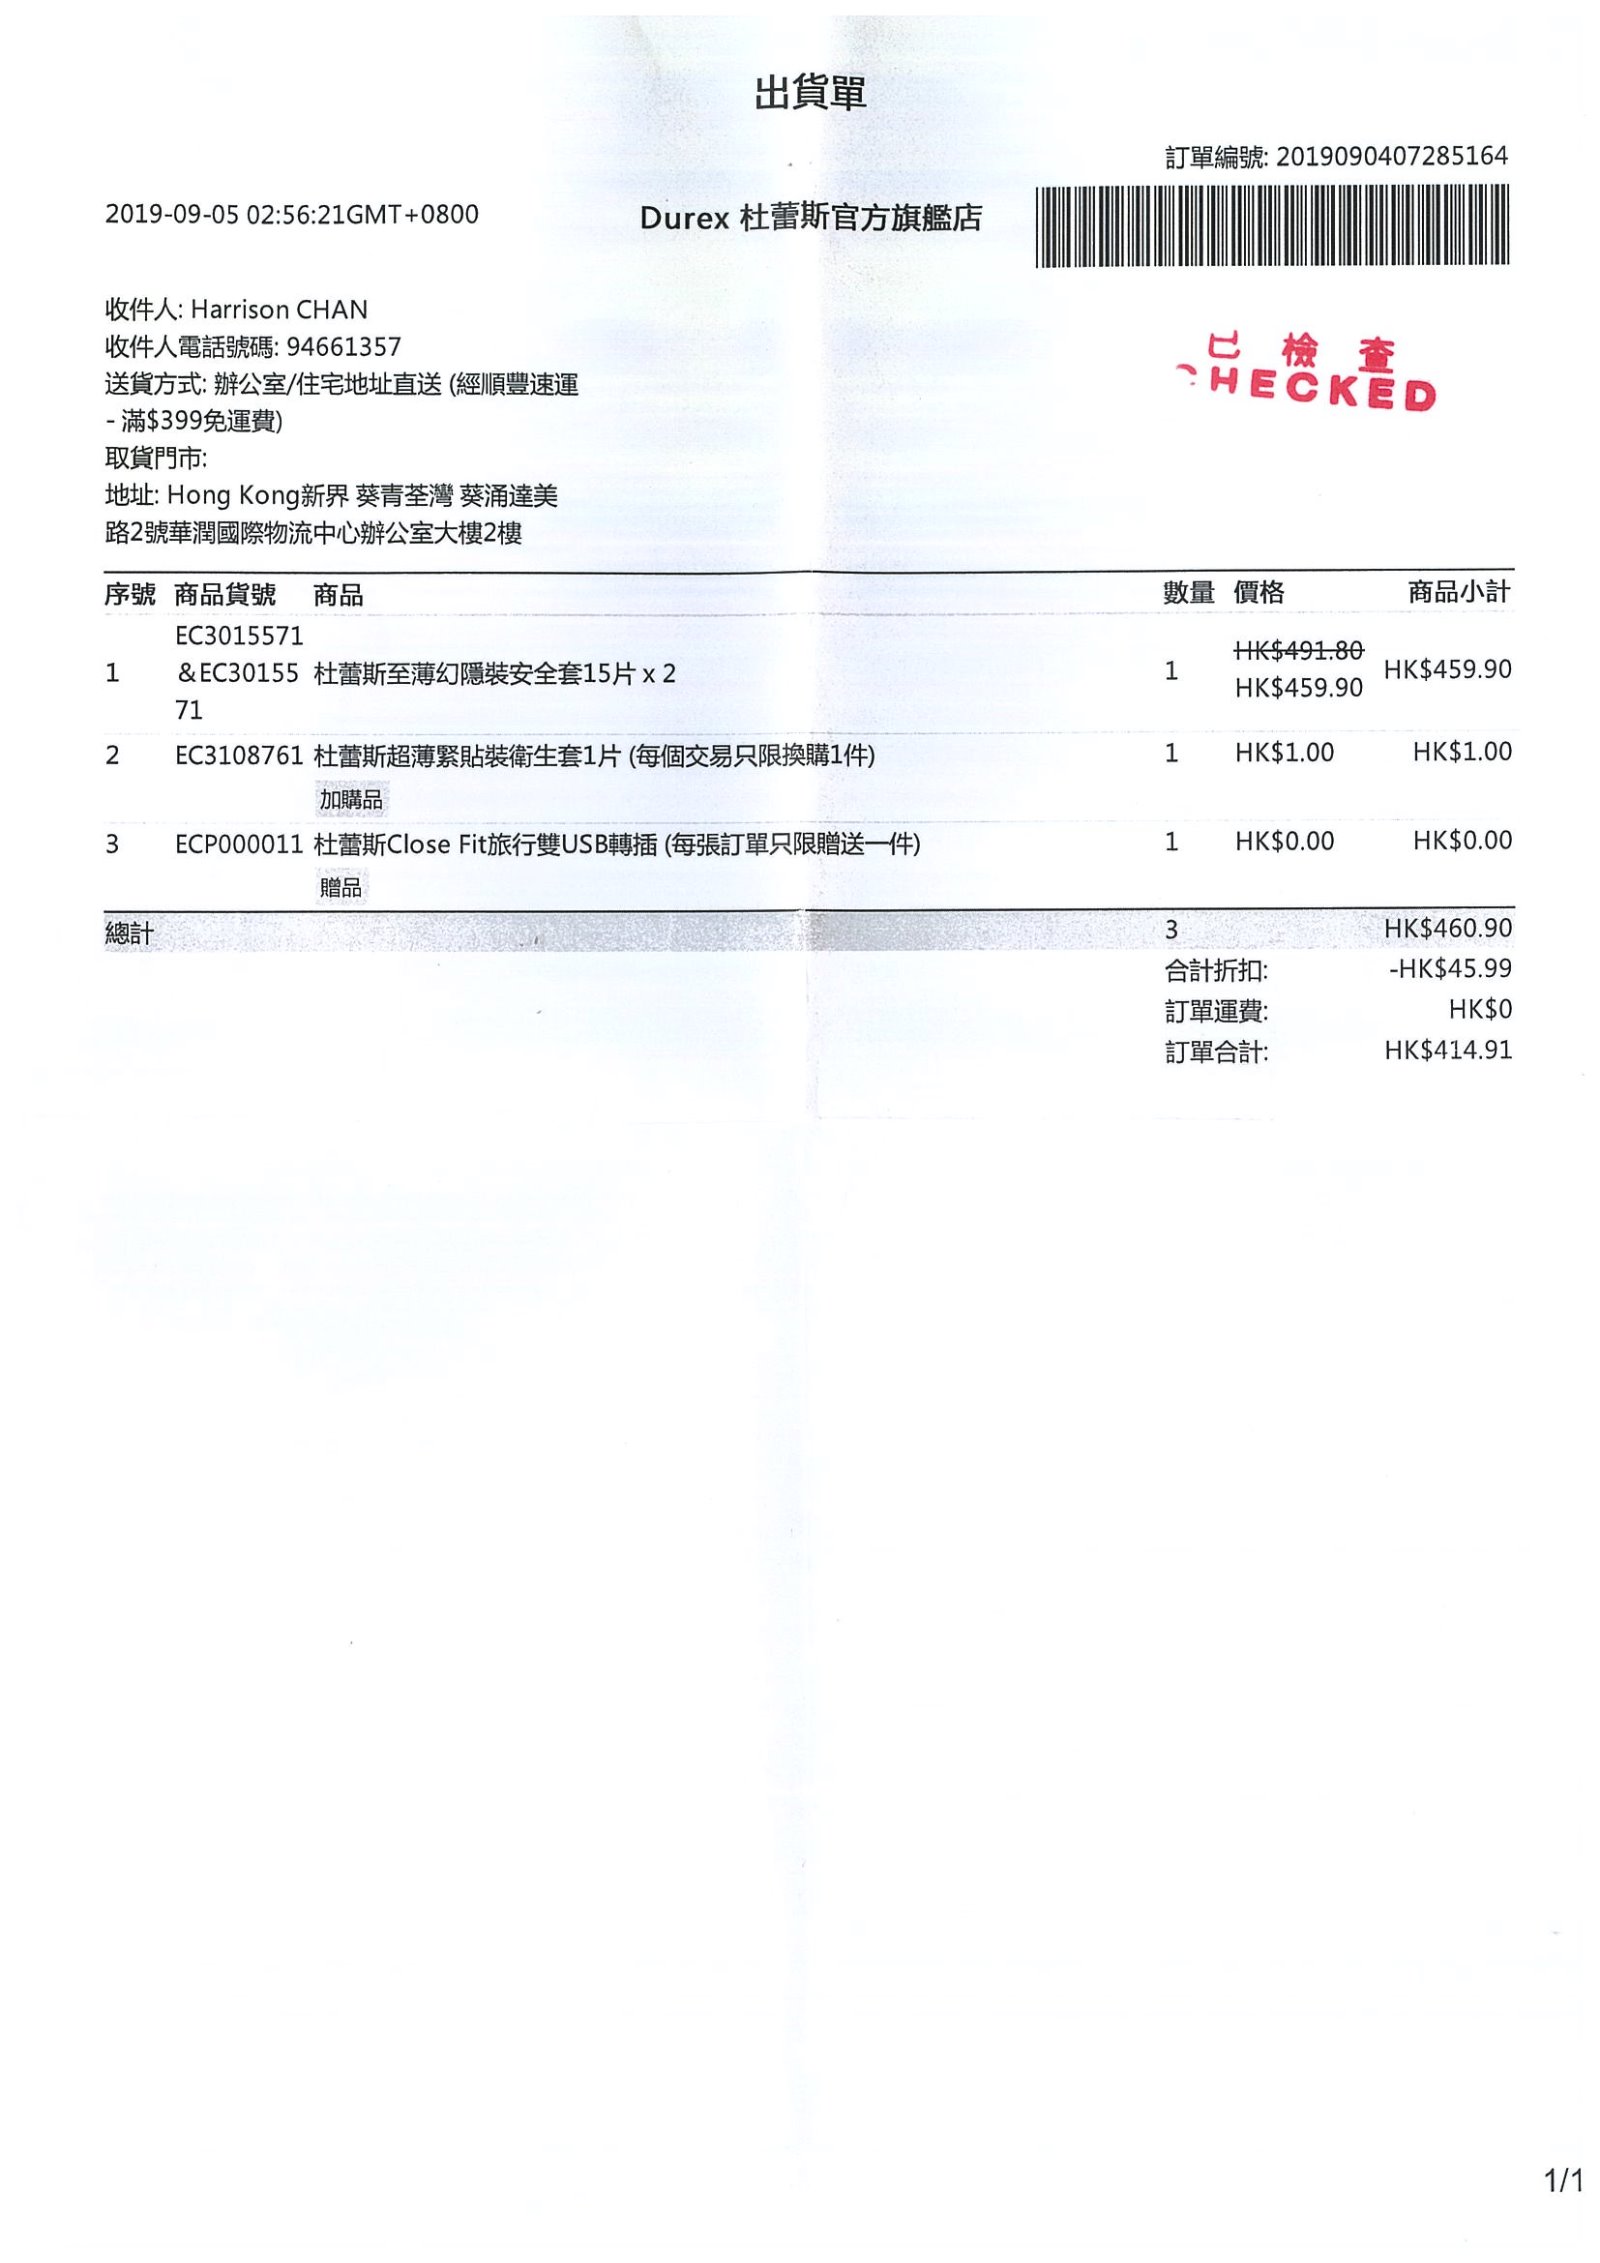 出貨單
訂單編號: 2019090407285164
2019-09-05 02:56:21GMT+0800
Durex 杜蕾斯官方旗艦店
收件人: Harrison CHAN
收件人電話號碼: 94661357
送貨方式: 辦公室/住宅地址直送 (經順豐速運
- 滿$399免運費)
取貨門市:
地址: Hong Kong新界 葵青荃灣 葵涌達美
路2號華潤國際物流中心辦公室大樓2樓
已檢查
CHECKED
序號 商品貨號 商品 數量 價格 商品小計
EC3015571
HK$491.80
1 &EC30155 杜蕾斯至薄幻隱裝安全套15片 x 2 1 HK$459.90
HK$459.90
71
2 EC3108761 杜蕾斯超薄緊貼裝衛生套1片 (每個交易只限換購1件) 1 HK$1.00 HK$1.00
加購品
3 ECP000011 杜蕾斯Close Fit旅行雙USB轉插 (每張訂單只限贈送一件) 1 HK$0.00 HK$0.00
贈品
總計 3 HK$460.90
合計折扣: -HK$45.99
訂單運費: HK$0
訂單合計: HK$414.91
1/1